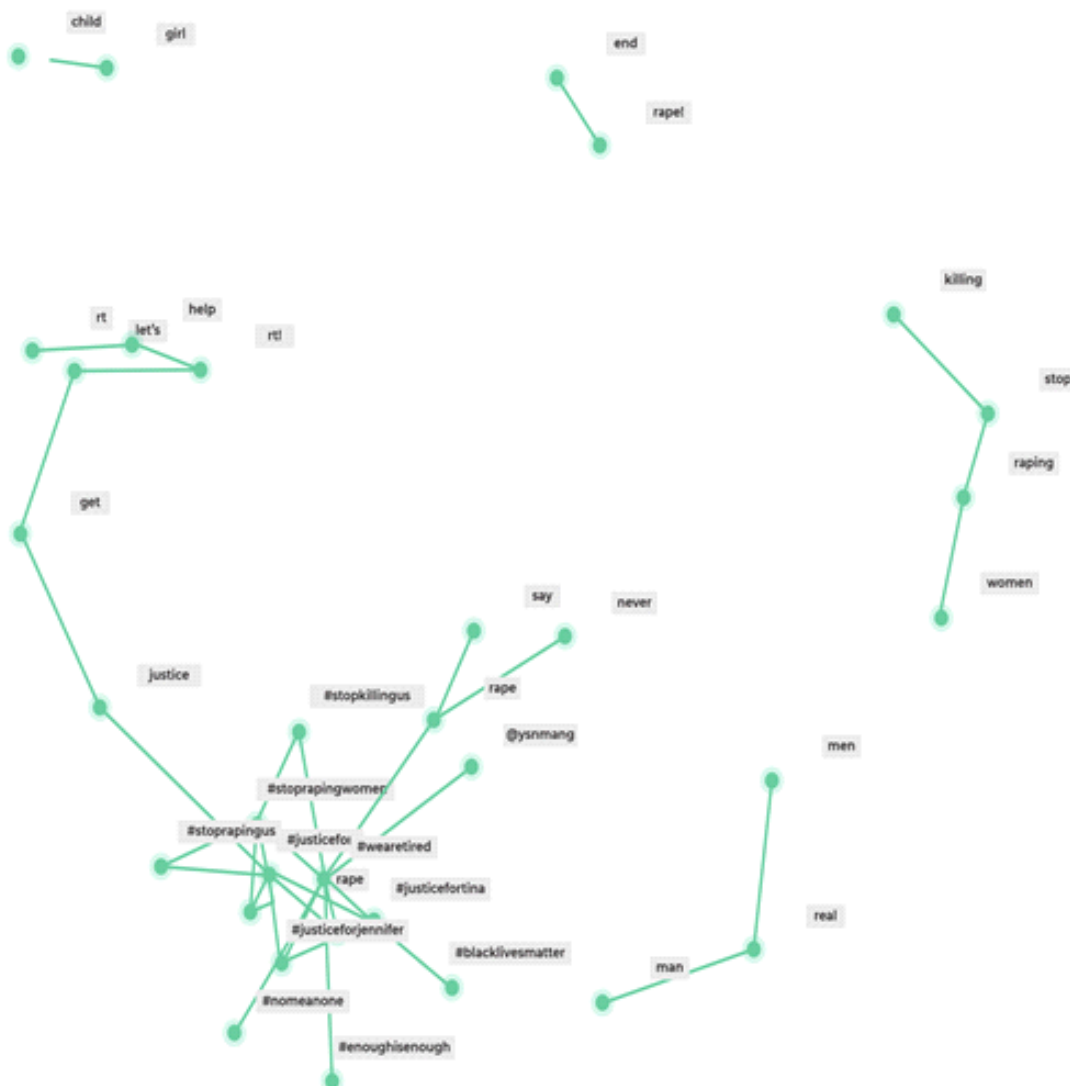 child
girl
end
rape!
killing
rt
let's
help
rt!
stop
raping
get
women
say
never
justice
#stopkillingus
rape
@ysnmang
men
#stoprapingwomen
#stoprapingus
#justicefor
#wearetired
rape
#justicefortina
real
#justiceforjennifer
#blacklivesmatter
man
#nomeanone
#enoughisenough